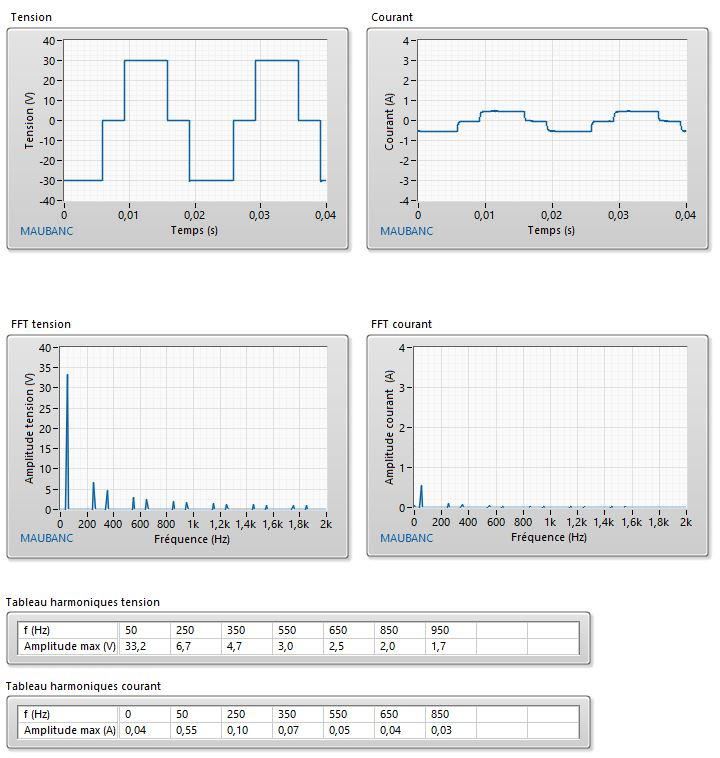 Tension
Courant
40
30
20
10
0
-10
-20
-30
-40
Tension (V)
0 0,01 0,02 0,03 0,04
MAUBANC
Temps (s)
4
3
2
1
0
-1
-2
-3
-4
Courant (A)
0 0,01 0,02 0,03 0,04
MAUBANC
Temps (s)
FFT tension
FFT courant
40
35
30
25
20
15
10
5
0
Amplitude tension (V)
0 200 400 600 800 1k 1,2k 1,4k 1,6k 1,8k 2k
MAUBANC
Fréquence (Hz)
4
3
2
1
0
Amplitude courant (A)
0 200 400 600 800 1k 1,2k 1,4k 1,6k 1,8k 2k
MAUBANC
Fréquence (Hz)
Tableau harmoniques tension
f (Hz) 50 250 350 550 650 850 950
Amplitude max (V) 33,2 6,7 4,7 3,0 2,5 2,0 1,7
Tableau harmoniques courant
f (Hz) 0 50 250 350 550 650 850
Amplitude max (A) 0,04 0,55 0,10 0,07 0,05 0,04 0,03